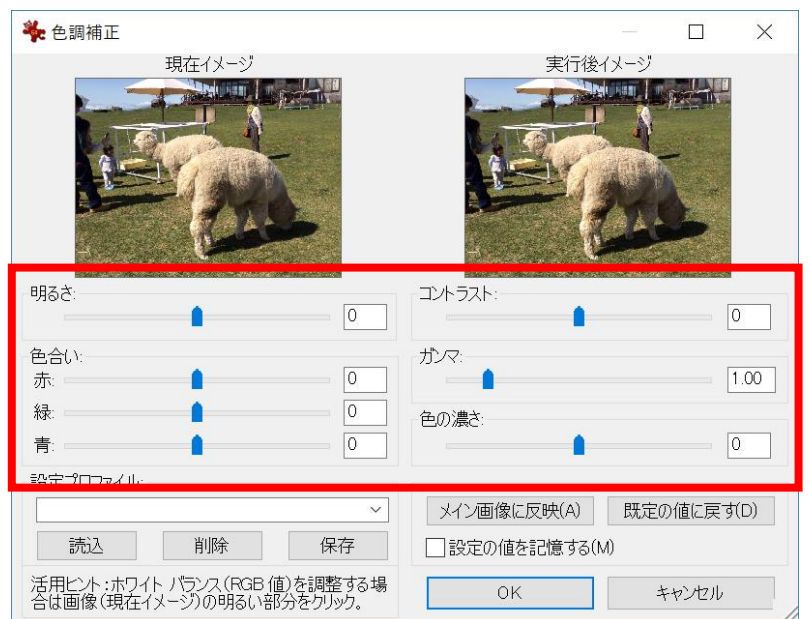 色調補正
現在イメージ
実行後イメージ
明るさ:
0
コントラスト:
0
色合い:
赤:
0
緑:
0
青:
0
ガンマ:
1.00
色の濃さ:
0
設定プロファイル:
読込
削除
保存
メイン画像に反映(A)
既定の値に戻す(D)
設定の値を記憶する(M)
活用ヒント:ホワイト バランス(RGB 値)を調整する場
合は画像(現在イメージ)の明るい部分をクリック。
OK
キャンセル